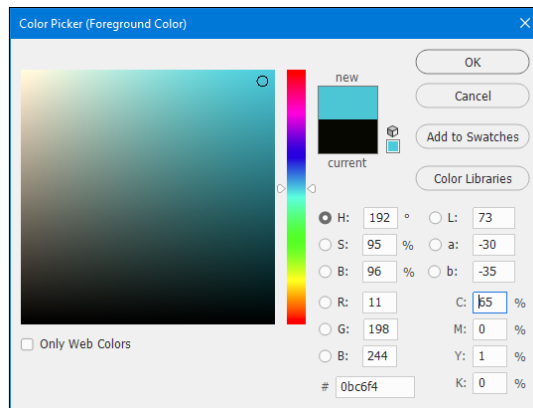 Color Picker (Foreground Color)
new
current
OK
Cancel
Add to Swatches
Color Libraries
H: 192 °
S: 95 %
B: 96 %
R: 11
G: 198
B: 244
# 0bc6f4
L: 73
a: -30
b: -35
C: 65 %
M: 0 %
Y: 1 %
K: 0 %
Only Web Colors